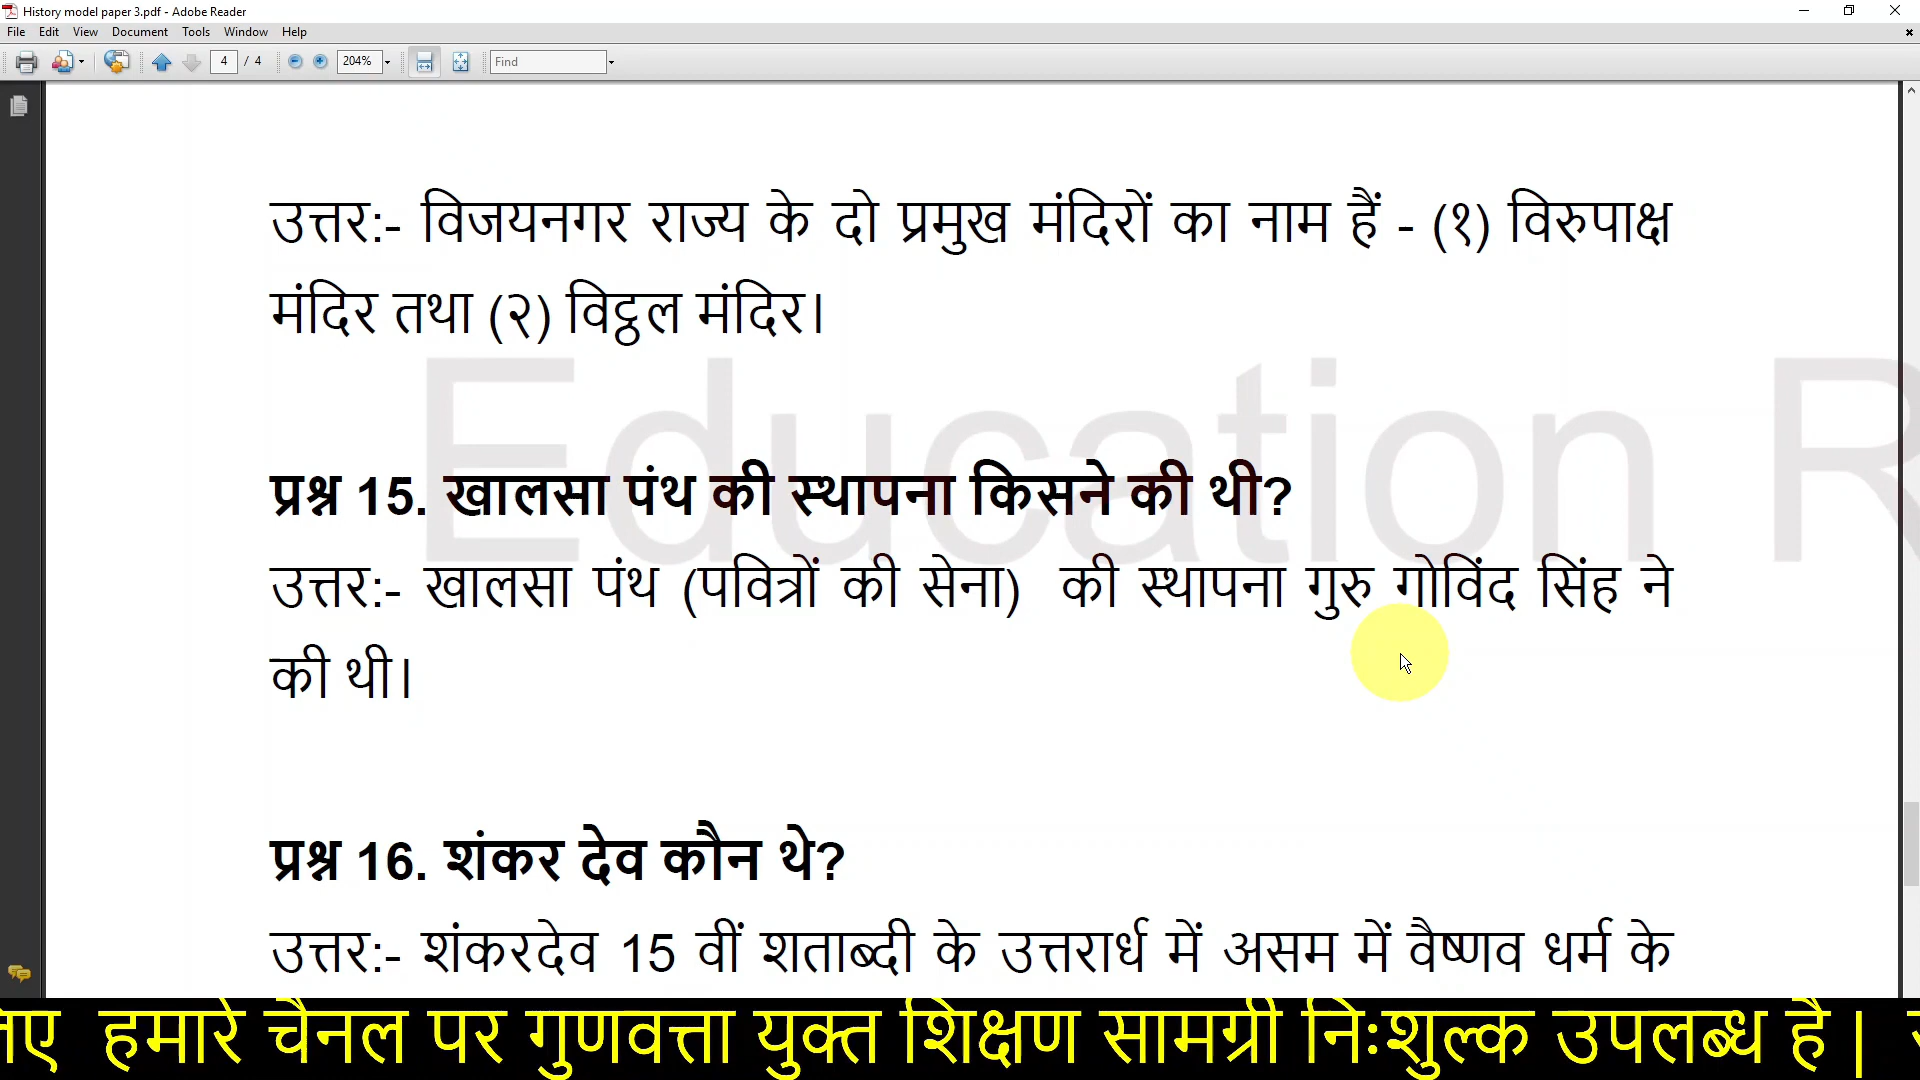 History model paper 3.pdf - Adobe Reader
File Edit View Document Tools Window Help
4 / 4 204% Find
उत्तर:- विजयनगर राज्य के दो प्रमुख मंदिरों का नाम हैं - (१) विरुपाक्ष
मंदिर तथा (२) विट्ठल मंदिर।
Education R
प्रश्न 15. खालसा पंथ की स्थापना किसने की थी?
उत्तर:- खालसा पंथ (पवित्रों की सेना) की स्थापना गुरु गोविंद सिंह ने
की थी।
प्रश्न 16. शंकर देव कौन थे?
उत्तर:- शंकरदेव 15 वीं शताब्दी के उत्तरार्ध में असम में वैष्णव धर्म के
हमारे चैनल पर गुणवत्ता युक्त शिक्षण सामग्री निःशुल्क उपलब्ध है |